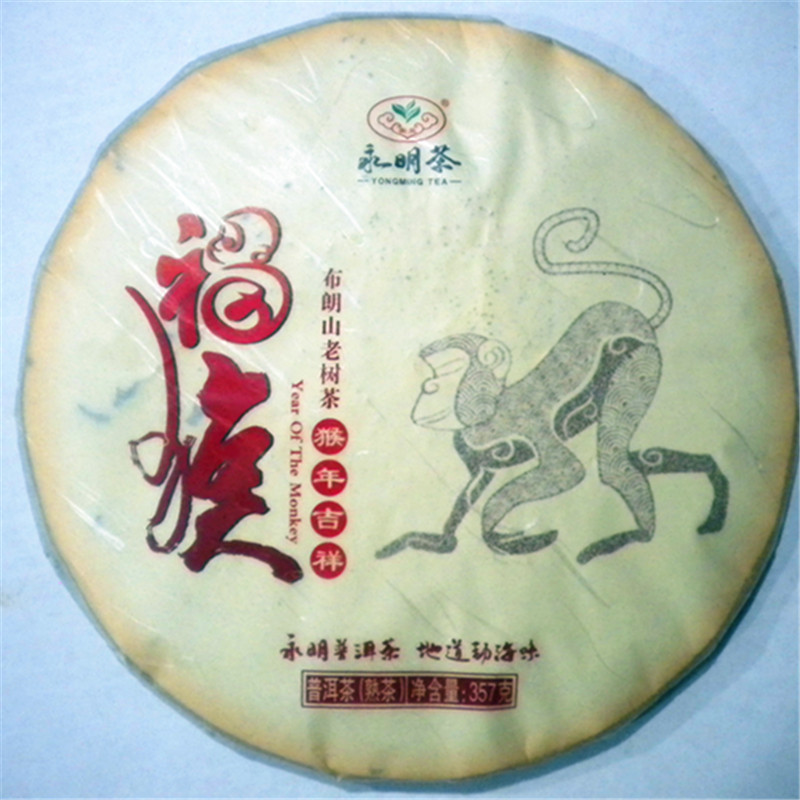 永明茶
YONGMING TEA
福猴
布朗山老树茶
猴年吉祥
Year Of The Monkey
永明普洱茶 地道勐海味
普洱茶(熟茶)净含量:357克